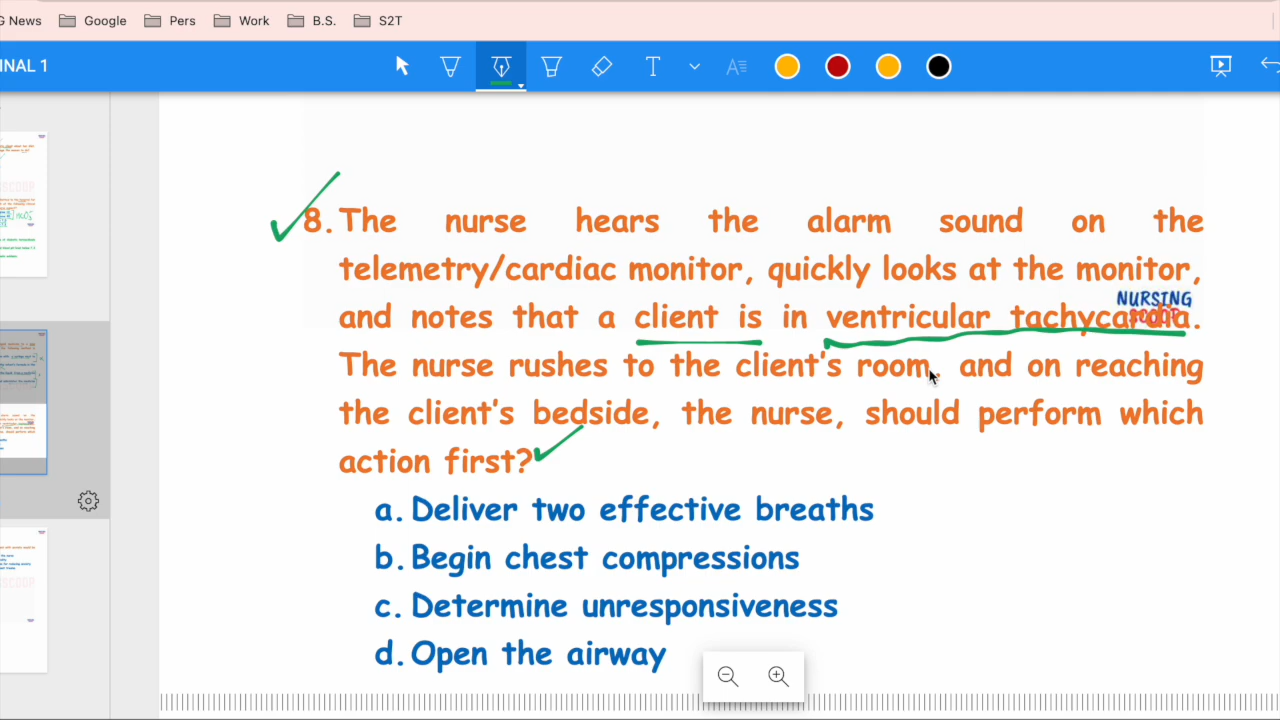 G News Google Pers Work B.S. S2T
INAL 1
T
8. The nurse hears the alarm sound on the
telemetry/cardiac monitor, quickly looks at the monitor,
NURSING
SCOOP
and notes that a client is in ventricular tachycardia.
The nurse rushes to the client's room, and on reaching
the client's bedside, the nurse, should perform which
action first?
a. Deliver two effective breaths
b. Begin chest compressions
c. Determine unresponsiveness
d. Open the airway